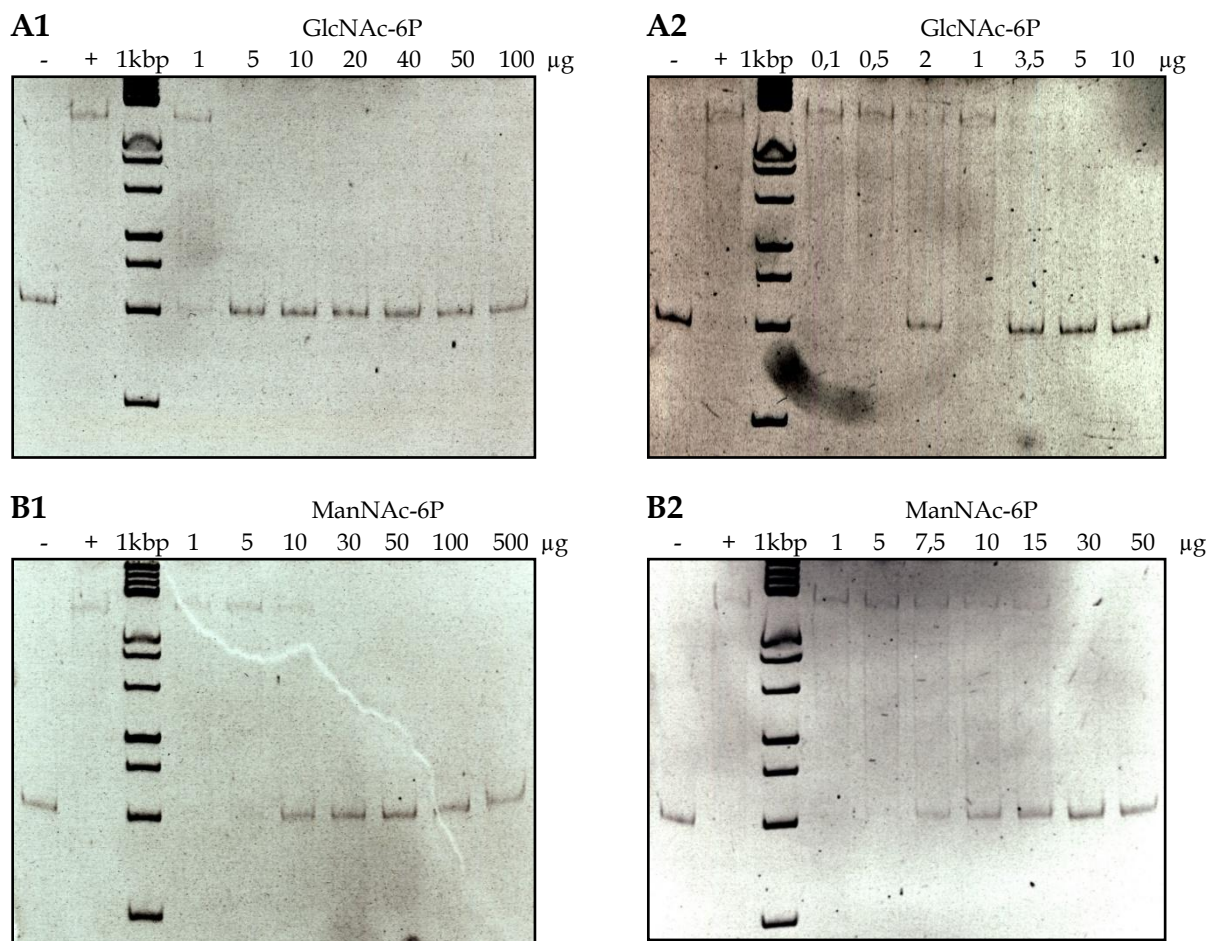 A1 GlcNAc-6P
- + 1kbp 1 5 10 20 40 50 100 µg
A2 GlcNAc-6P
- + 1kbp 0,1 0,5 2 1 3,5 5 10 µg
B1 ManNAc-6P
- + 1kbp 1 5 10 30 50 100 500 µg
B2 ManNAc-6P
- + 1kbp 1 5 7,5 10 15 30 50 µg